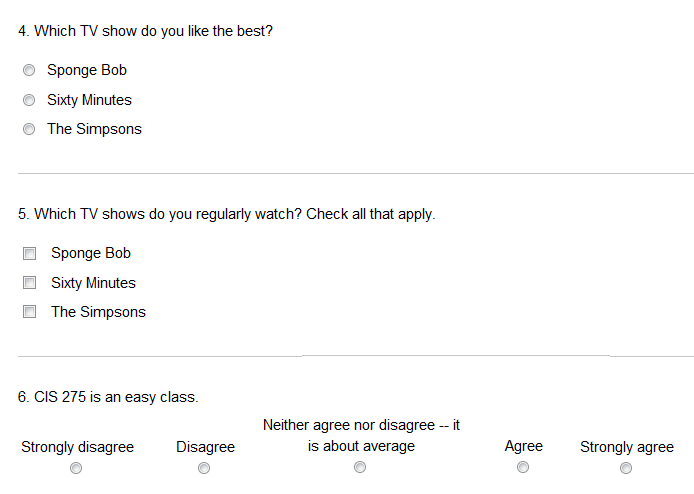 4. Which TV show do you like the best?
Sponge Bob
Sixty Minutes
The Simpsons
5. Which TV shows do you regularly watch? Check all that apply.
Sponge Bob
Sixty Minutes
The Simpsons
6. CIS 275 is an easy class.
Neither agree nor disagree -- it
Strongly disagree Disagree is about average Agree Strongly agree